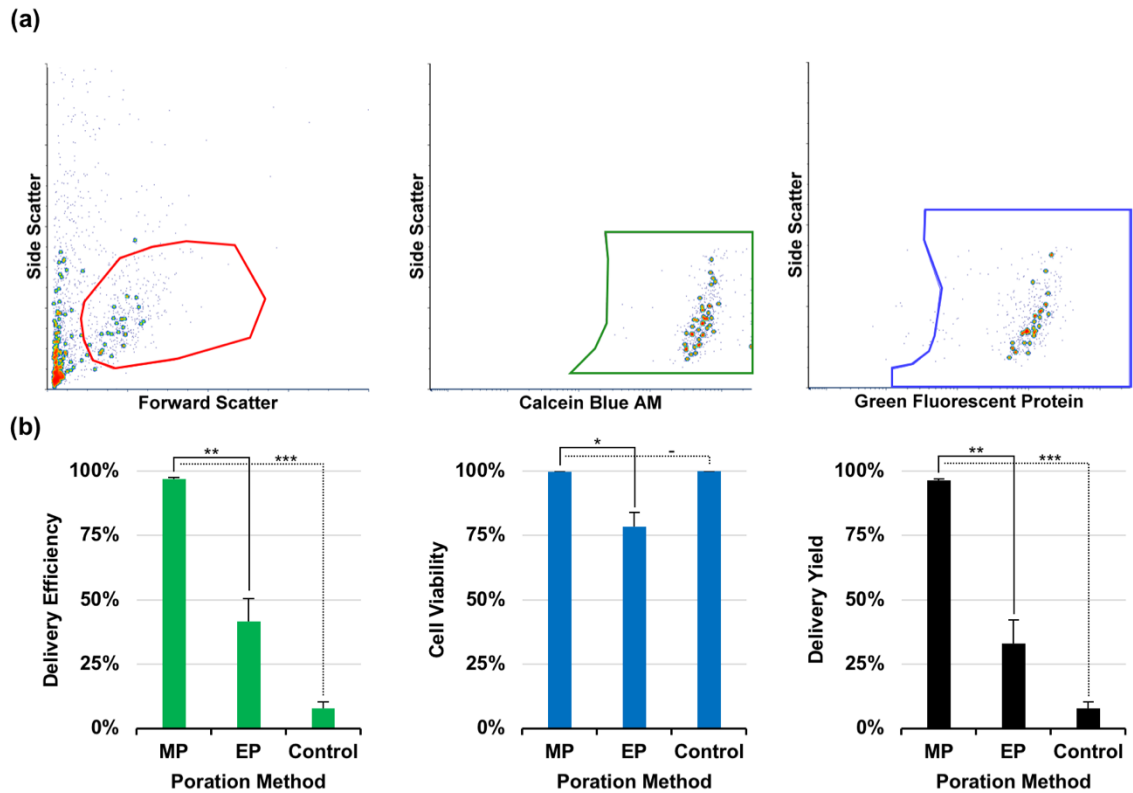 (a)
Side Scatter
Forward Scatter
Side Scatter
Calcein Blue AM
Side Scatter
Green Fluorescent Protein
(b)
Delivery Efficiency
100%
75%
50%
25%
0%
**
***
MP EP Control
Poration Method
Cell Viability
100%
75%
50%
25%
0%
*
-
MP EP Control
Poration Method
Delivery Yield
100%
75%
50%
25%
0%
**
***
MP EP Control
Poration Method